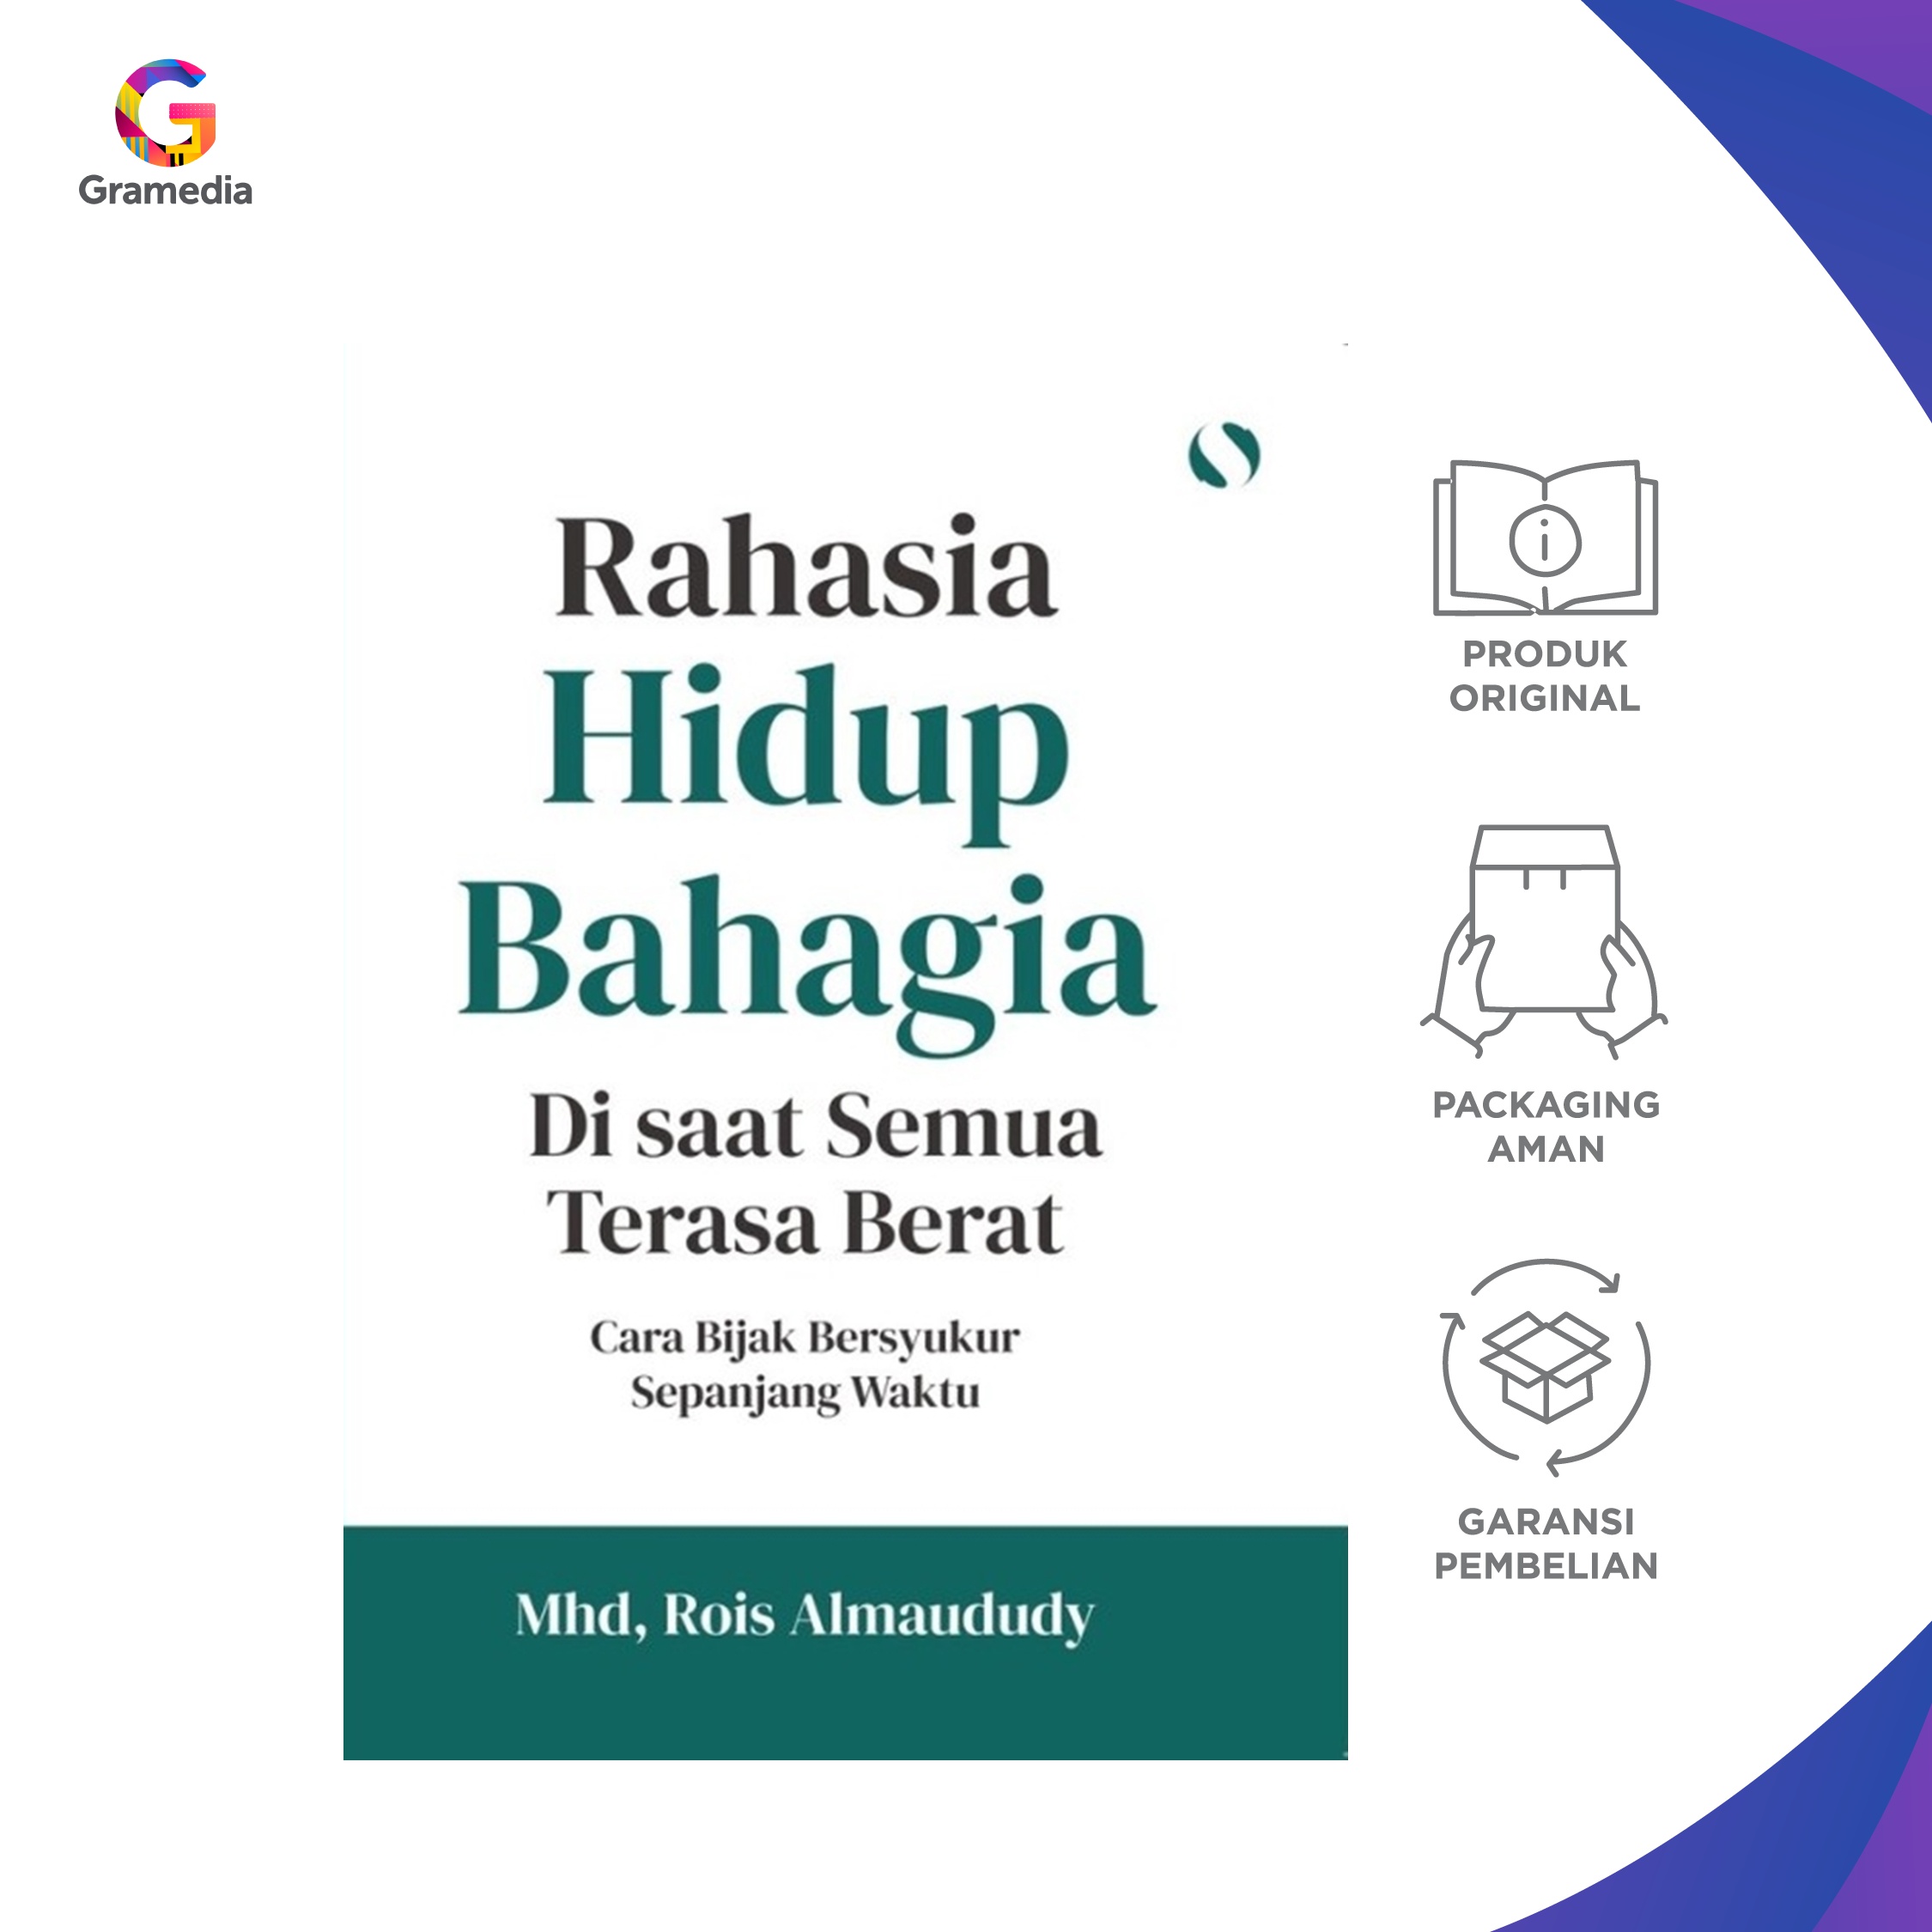 Gramedia
Rahasia
Hidup
Bahagia
Di saat Semua
Terasa Berat
Cara Bijak Bersyukur
Sepanjang Waktu
Mhd, Rois Almaududy
PRODUK
ORIGINAL
PACKAGING
AMAN
GARANSI
PEMBELIAN